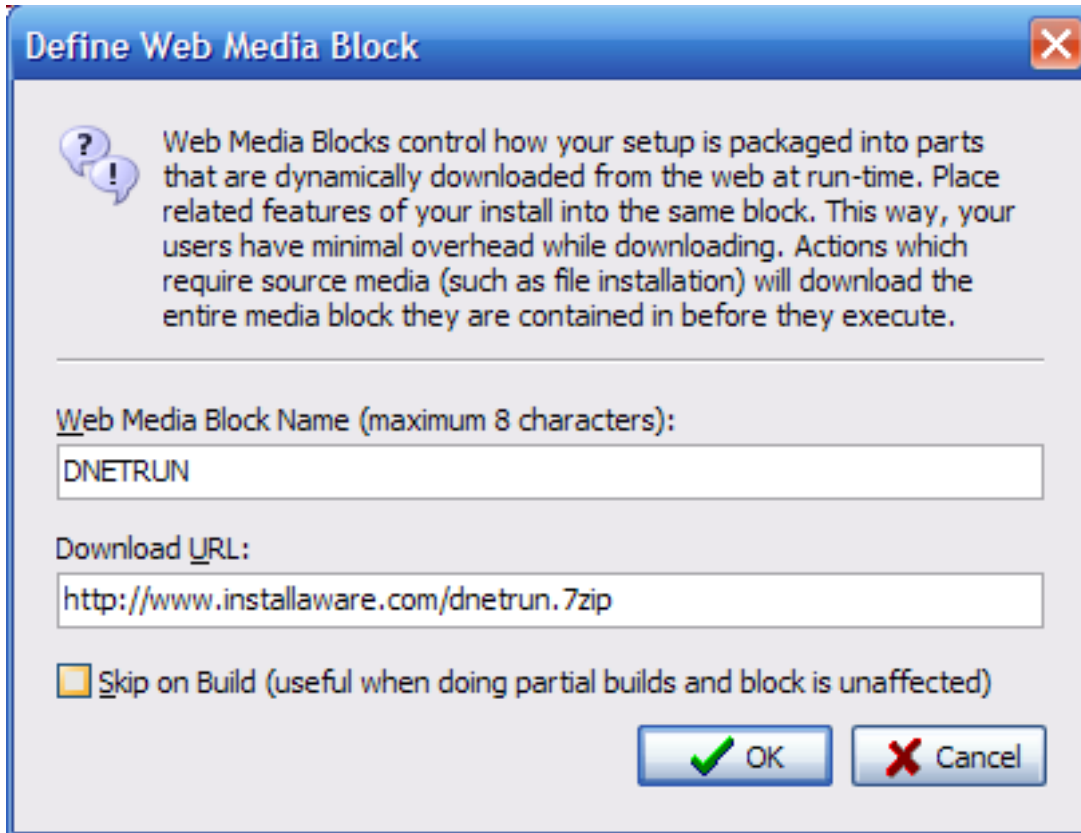 Define Web Media Block
?
!
Web Media Blocks control how your setup is packaged into parts
that are dynamically downloaded from the web at run-time. Place
related features of your install into the same block. This way, your
users have minimal overhead while downloading. Actions which
require source media (such as file installation) will download the
entire media block they are contained in before they execute.
Web Media Block Name (maximum 8 characters):
DNETRUN
Download URL:
http://www.installaware.com/dnetrun.7zip
Skip on Build (useful when doing partial builds and block is unaffected)
OK
Cancel